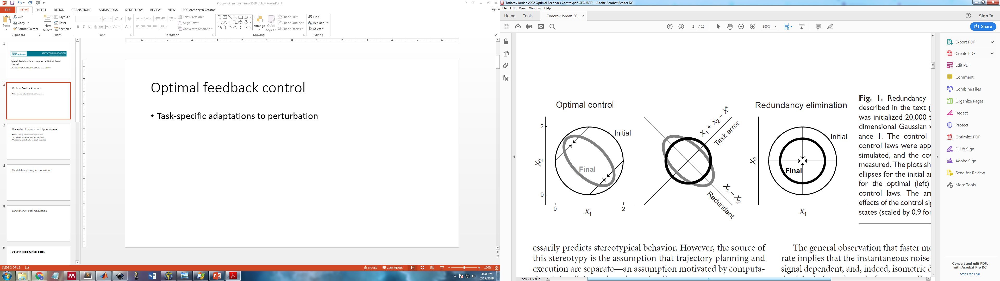 Pruszynski nature neuro 2019.pptx - PowerPoint
FILE HOME INSERT DESIGN TRANSITIONS ANIMATIONS SLIDE SHOW REVIEW VIEW PDF Architect 6 Creator
Sign in
Paste
Cut
Copy
Format Painter
Clipboard
New Slide
Layout
Reset
Section
Slides
28
Font
Text Direction
Align Text
Convert to SmartArt
Paragraph
Arrange
Quick Styles
Shape Fill
Shape Outline
Shape Effects
Drawing
Find
Replace
Select
Editing
1
nature neuroscience
BRIEF COMMUNICATION
Spinal stretch reflexes support efficient hand
control
2
Optimal feedback control
• Task-specific adaptations to perturbation
3
Hierarchy of motor control phenomena
• Short-latency reflexes: spinally mediated
• Long-latency reflexes: cortically mediated
• "Volitional control": also cortically mediated
4
Short-latency: no goal modulation
5
Long-latency: goal modulation
6
Does this hold further distal?
Optimal feedback control
• Task-specific adaptations to perturbation
SLIDE 2 OF 15
NOTES
COMMENTS
100%
4:28 PM
2/19/2019
Todorov Jordan 2002 Optimal Feedback Control.pdf (SECURED) - Adobe Acrobat Reader DC
File Edit View Window Help
Home Tools Todorov Jordan 20... ×
Sign In
2 / 10
300%
Share
Optimal control
2
0
X2
0
X1
2
Initial
Final
X1 + X2 − X*
Task error
X1 − X2
Redundant
Redundancy elimination
Initial
Final
X2
X1
Fig. 1. Redundancy
described in the text (
was initialized 20,000 t
dimensional Gaussian v
ance 1. The control
control laws were app
simulated, and the cov
measured. The plots sh
ellipses for the initial ar
for the optimal (left)
control laws. The arr
effects of the control sig
states (scaled by 0.9 for
essarily predicts stereotypical behavior. However, the source of
this stereotypy is the assumption that trajectory planning and
execution are separate—an assumption motivated by computa-
The general observation that faster mo
rate implies that the instantaneous noise
signal dependent, and, indeed, isometric
8.50 x 11.00 in
Export PDF
Create PDF
Edit PDF
Comment
Combine Files
Organize Pages
Redact
Protect
Optimize PDF
Fill & Sign
Adobe Sign
Send for Review
More Tools
Convert and edit PDFs
with Acrobat Pro DC
Start Free Trial